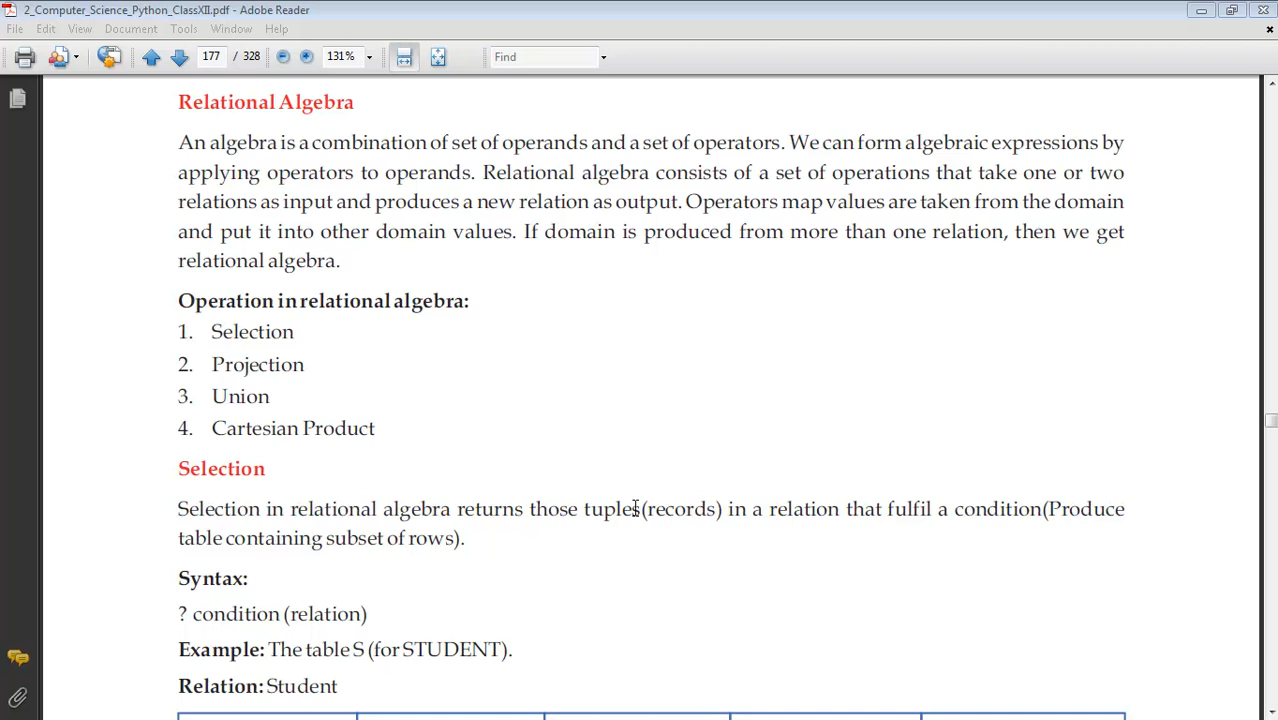 2_Computer_Science_Python_ClassXII.pdf - Adobe Reader
File Edit View Document Tools Window Help
177 / 328 131% Find
Relational Algebra
An algebra is a combination of set of operands and a set of operators. We can form algebraic expressions by
applying operators to operands. Relational algebra consists of a set of operations that take one or two
relations as input and produces a new relation as output. Operators map values are taken from the domain
and put it into other domain values. If domain is produced from more than one relation, then we get
relational algebra.
Operation in relational algebra:
1. Selection
2. Projection
3. Union
4. Cartesian Product
Selection
Selection in relational algebra returns those tuples(records) in a relation that fulfil a condition(Produce
table containing subset of rows).
Syntax:
? condition (relation)
Example: The table S (for STUDENT).
Relation: Student